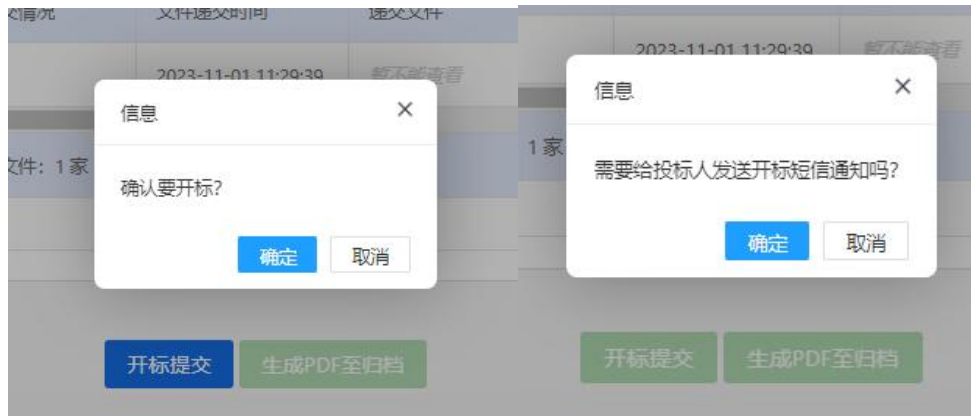 交情况 文件递交时间 递交文件
2023-11-01 11:29:39 暂不能查看
信息
文件：1家
确认要开标?
确定 取消
开标提交 生成PDF至归档
2023-11-01 11:29:39 暂不能查看
信息
1家
需要给投标人发送开标短信通知吗?
确定 取消
开标提交 生成PDF至归档